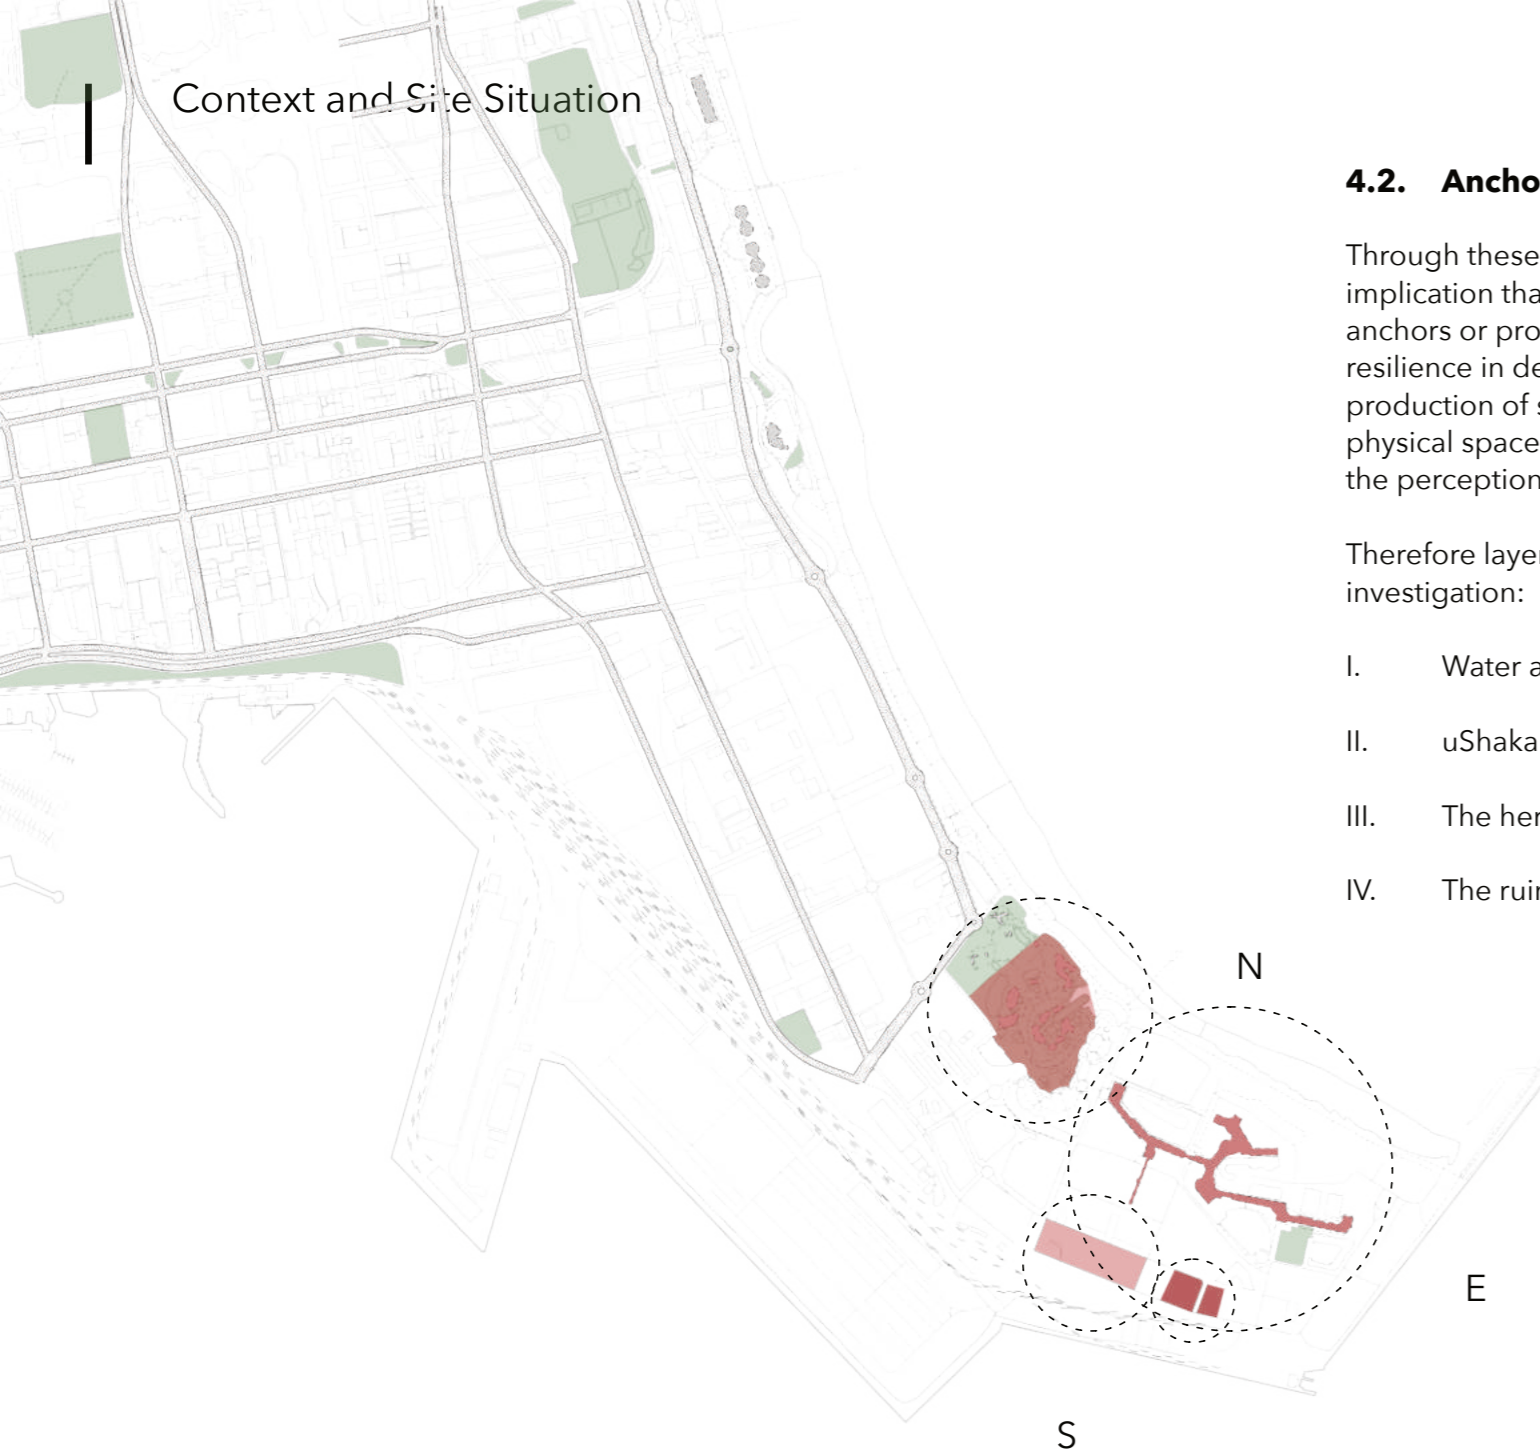 Context and Site Situation
4.2. Ancho
Through these
implication tha
anchors or pro
resilience in de
production of s
physical space
the perception
Therefore laye
investigation:
I. Water a
II. uShaka
III. The her
IV. The ruin
N
E
S